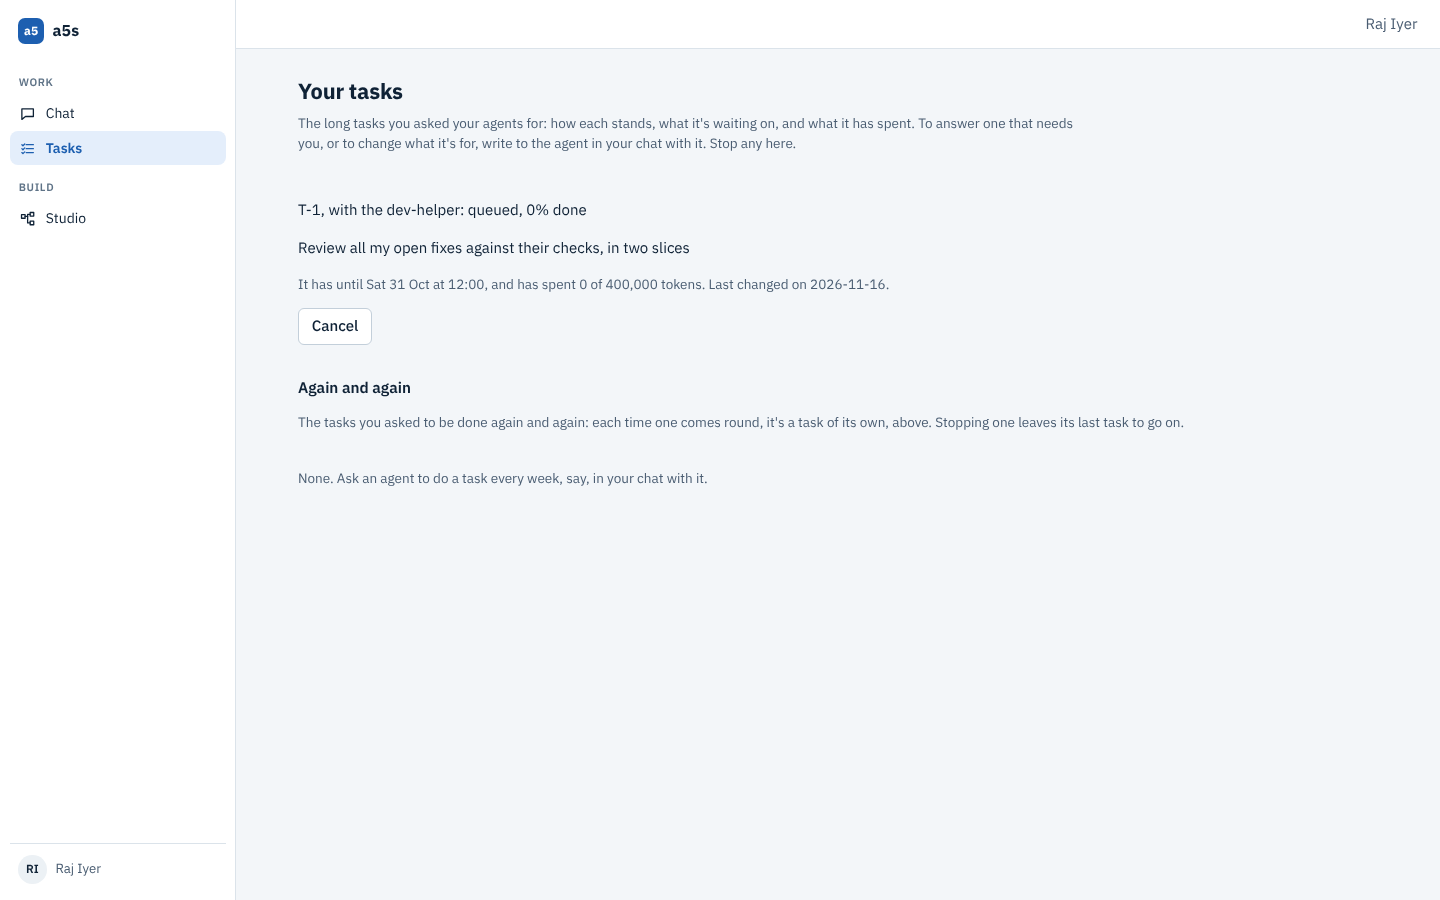 a5 a5s
Raj Iyer
WORK
Chat
Tasks
BUILD
Studio
Your tasks
The long tasks you asked your agents for: how each stands, what it's waiting on, and what it has spent. To answer one that needs
you, or to change what it's for, write to the agent in your chat with it. Stop any here.
T-1, with the dev-helper: queued, 0% done
Review all my open fixes against their checks, in two slices
It has until Sat 31 Oct at 12:00, and has spent 0 of 400,000 tokens. Last changed on 2026-11-16.
Cancel
Again and again
The tasks you asked to be done again and again: each time one comes round, it's a task of its own, above. Stopping one leaves its last task to go on.
None. Ask an agent to do a task every week, say, in your chat with it.
RI Raj Iyer